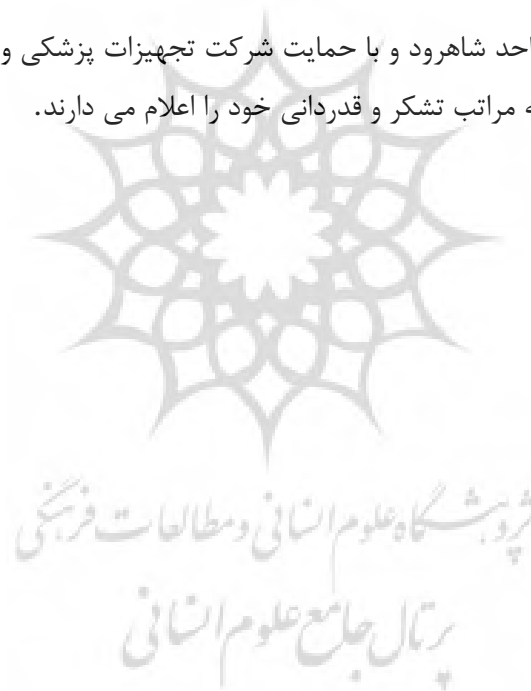 احد شاهرود و با حمایت شرکت تجهیزات پزشکی و
ه مراتب تشکر و قدردانی خود را اعلام می دارند.
پژوهشگاه علوم انسانی و مطالعات فرهنگی
پرتال جامع علوم انسانی